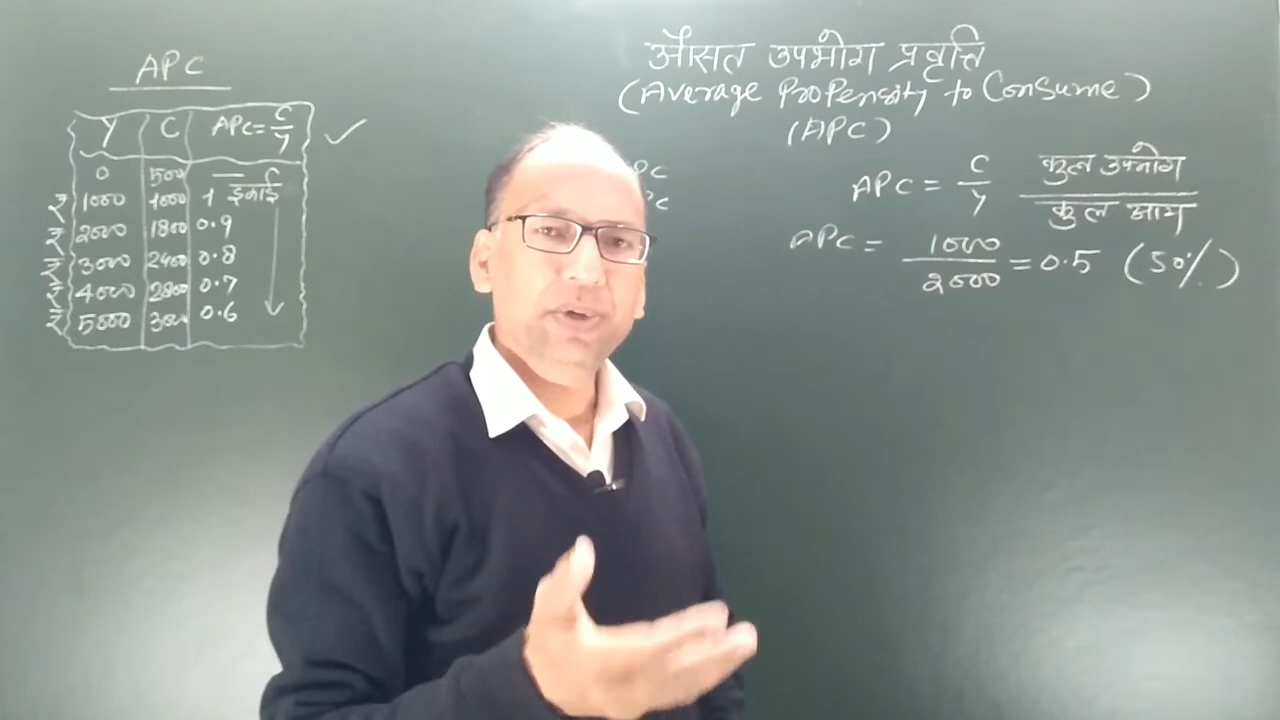 APC
Y C APC = C/Y ✓
0 500 —
₹ 1000 1000 1 इकाई
₹ 2000 1800 0.9
₹ 3000 2400 0.8
₹ 4000 2800 0.7
₹ 5000 3000 0.6
औसत उपभोग प्रवृत्ति
(Average Propensity to Consume)
(APC)
APC = C/Y कुल उपभोग / कुल आय
APC = 1000/2000 = 0.5 (50%)